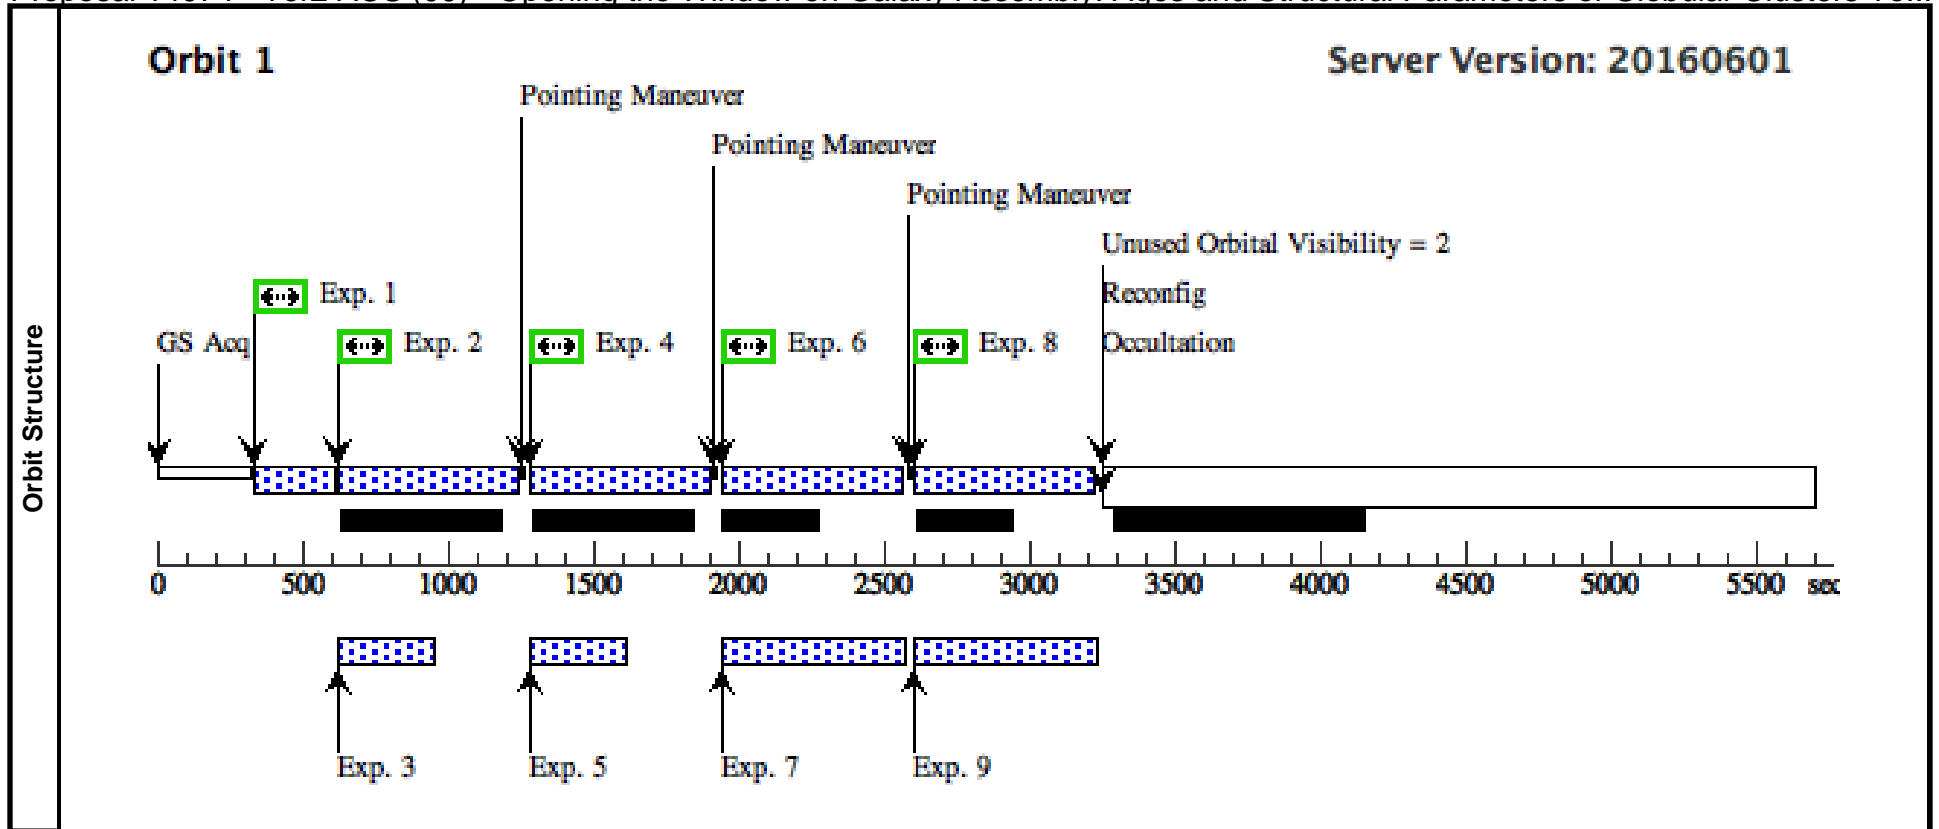 Orbit 1
Server Version: 20160601
Pointing Maneuver
Pointing Maneuver
Pointing Maneuver
Unused Orbital Visibility = 2
Exp. 1
Reconfig
GS Acq
Exp. 2
Exp. 4
Exp. 6
Exp. 8
Occultation
Orbit Structure
0 500 1000 1500 2000 2500 3000 3500 4000 4500 5000 5500 sec
Exp. 3
Exp. 5
Exp. 7
Exp. 9